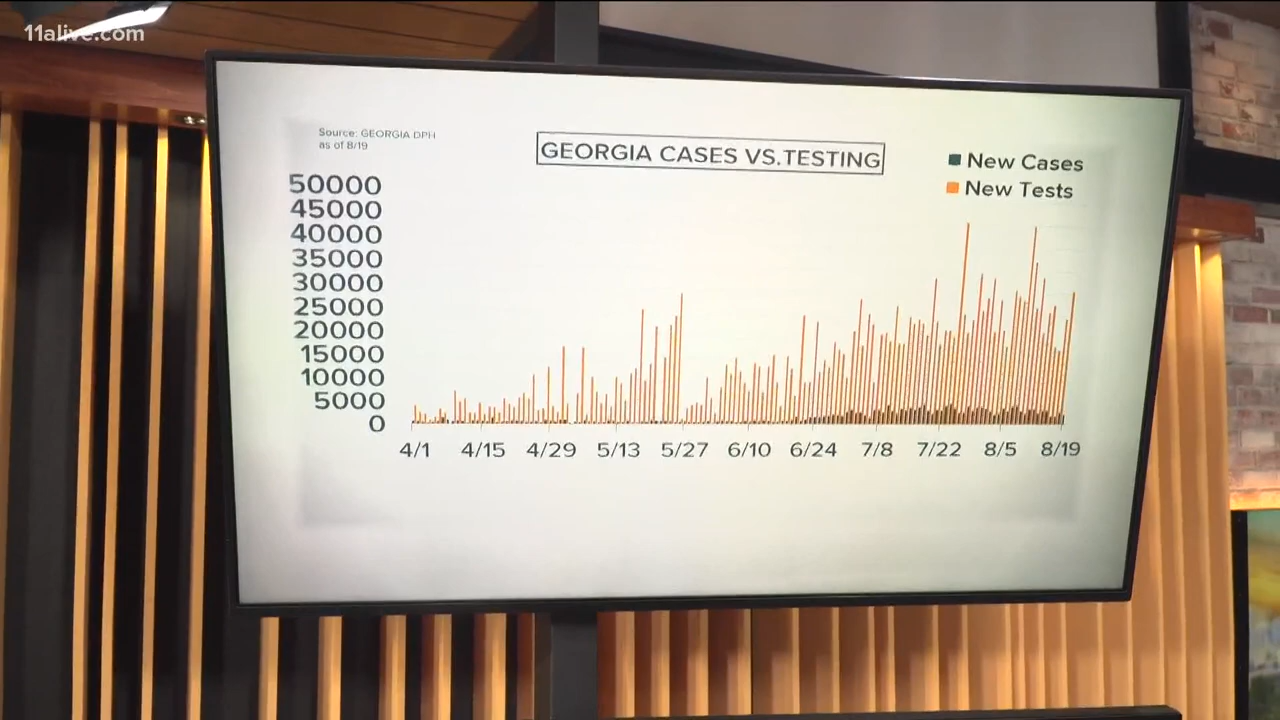 11alive.com
Source: GEORGIA DPH
as of 8/19
GEORGIA CASES VS.TESTING
New Cases
New Tests
50000
45000
40000
35000
30000
25000
20000
15000
10000
5000
0
4/1 4/15 4/29 5/13 5/27 6/10 6/24 7/8 7/22 8/5 8/19